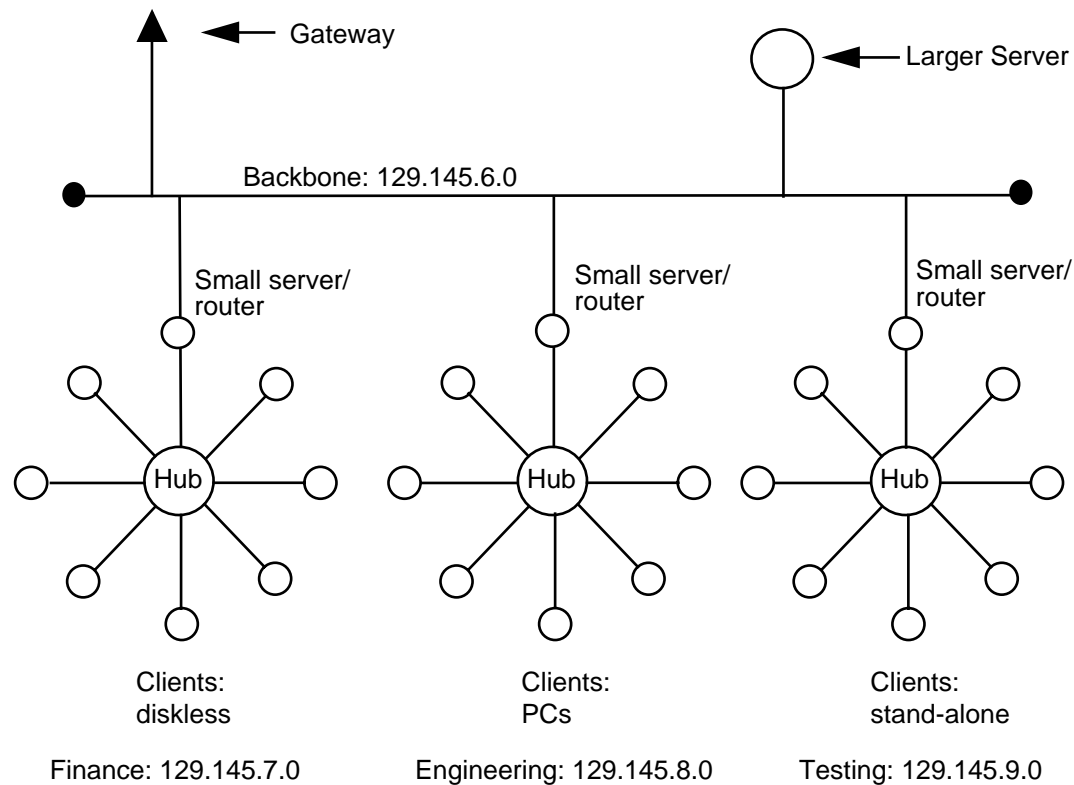 Gateway
Larger Server
Backbone: 129.145.6.0
Small server/
router
Small server/
router
Small server/
router
Hub
Hub
Hub
Clients:
diskless
Clients:
PCs
Clients:
stand-alone
Finance: 129.145.7.0
Engineering: 129.145.8.0
Testing: 129.145.9.0